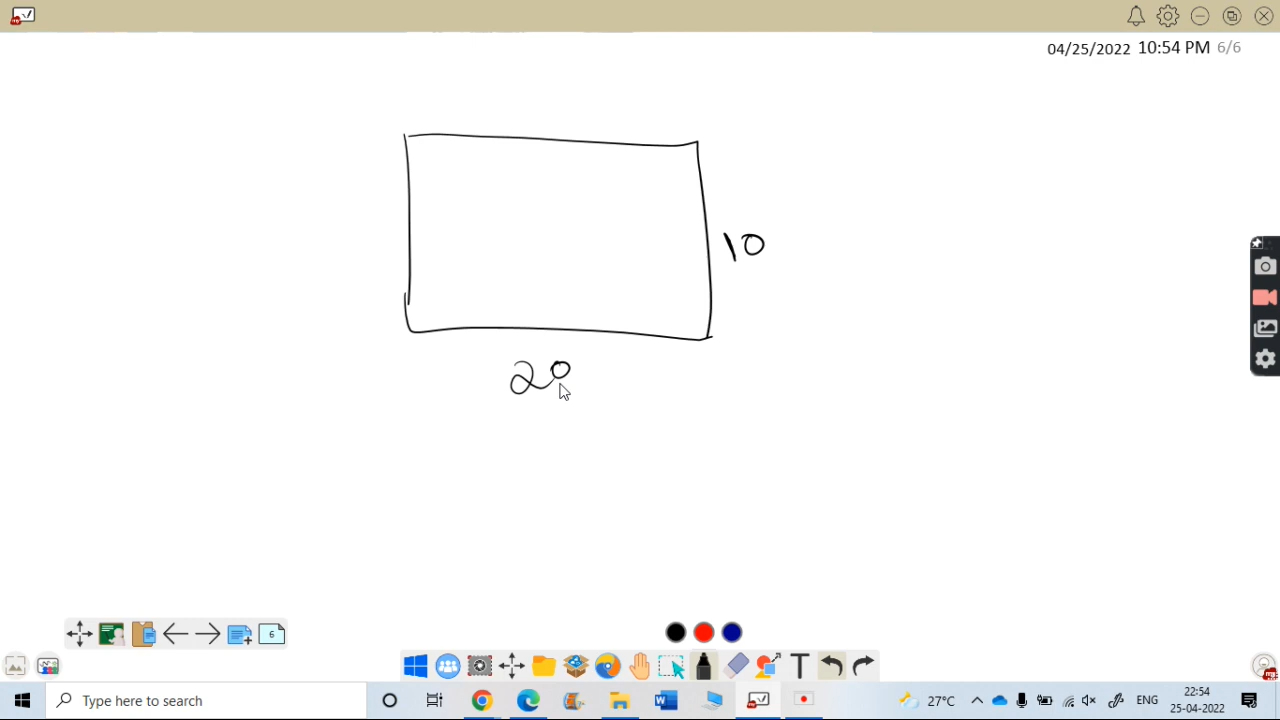 04/25/2022 10:54 PM 6/6
10
20
6
T
Type here to search
27°C
ENG
22:54
25-04-2022